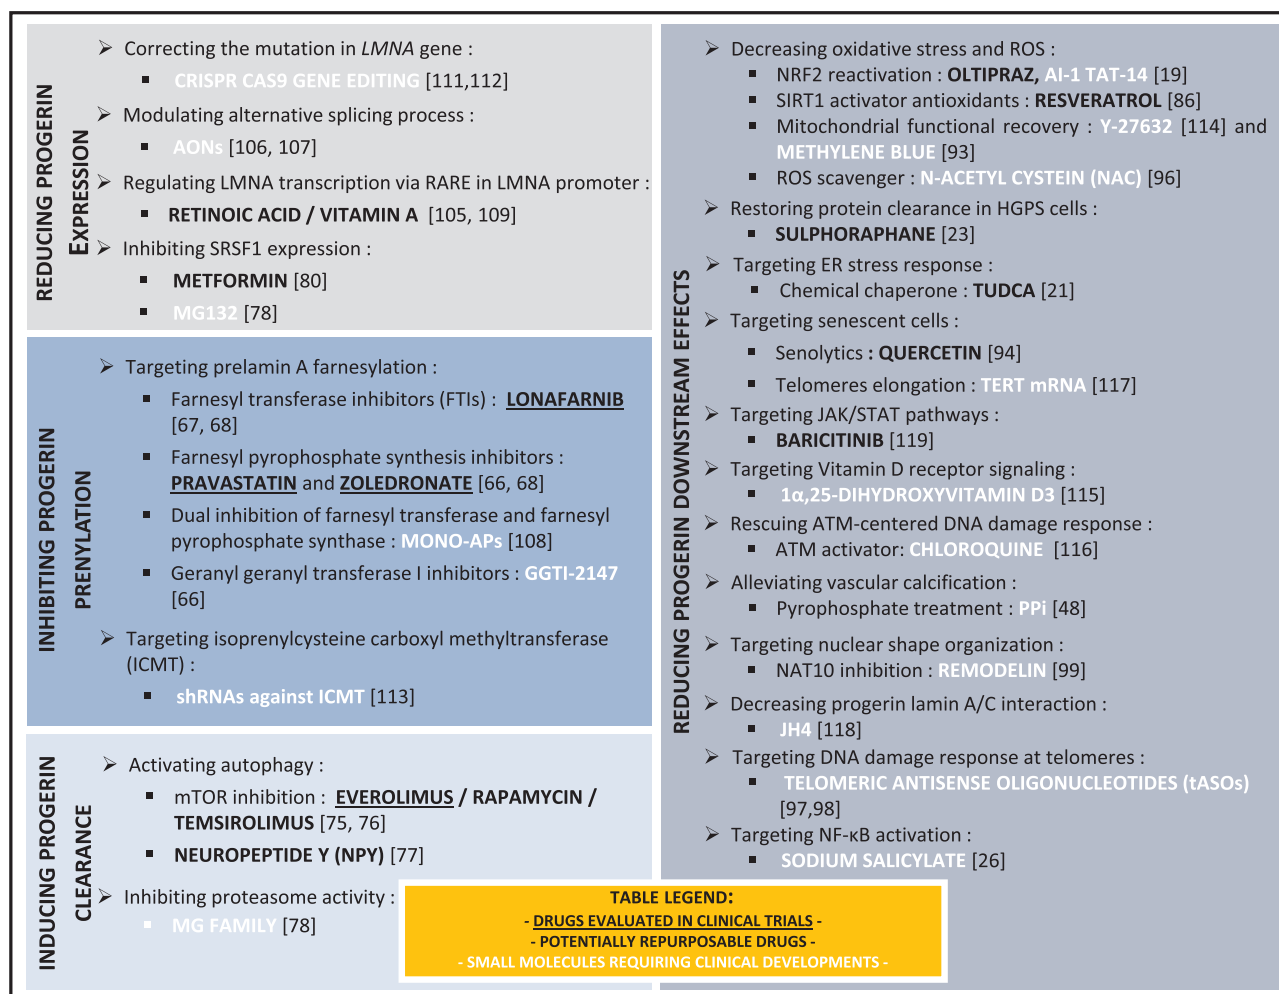 REDUCING PROGERIN
EXPRESSION
➢ Correcting the mutation in LMNA gene :
▪ CRISPR CAS9 GENE EDITING [111,112]
➢ Modulating alternative splicing process :
▪ AONs [106, 107]
➢ Regulating LMNA transcription via RARE in LMNA promoter :
▪ RETINOIC ACID / VITAMIN A [105, 109]
➢ Inhibiting SRSF1 expression :
▪ METFORMIN [80]
▪ MG132 [78]
INHIBITING PROGERIN
PRENYLATION
➢ Targeting prelamin A farnesylation :
▪ Farnesyl transferase inhibitors (FTIs) : LONAFARNIB
[67, 68]
▪ Farnesyl pyrophosphate synthesis inhibitors :
PRAVASTATIN and ZOLEDRONATE [66, 68]
▪ Dual inhibition of farnesyl transferase and farnesyl
pyrophosphate synthase : MONO-APs [108]
▪ Geranyl geranyl transferase I inhibitors : GGTI-2147
[66]
➢ Targeting isoprenylcysteine carboxyl methyltransferase
(ICMT) :
▪ shRNAs against ICMT [113]
INDUCING PROGERIN
CLEARANCE
➢ Activating autophagy :
▪ mTOR inhibition : EVEROLIMUS / RAPAMYCIN /
TEMSIROLIMUS [75, 76]
▪ NEUROPEPTIDE Y (NPY) [77]
➢ Inhibiting proteasome activity :
▪ MG FAMILY [78]
REDUCING PROGERIN DOWNSTREAM EFFECTS
➢ Decreasing oxidative stress and ROS :
▪ NRF2 reactivation : OLTIPRAZ, AI-1 TAT-14 [19]
▪ SIRT1 activator antioxidants : RESVERATROL [86]
▪ Mitochondrial functional recovery : Y-27632 [114] and
METHYLENE BLUE [93]
▪ ROS scavenger : N-ACETYL CYSTEIN (NAC) [96]
➢ Restoring protein clearance in HGPS cells :
▪ SULPHORAPHANE [23]
➢ Targeting ER stress response :
▪ Chemical chaperone : TUDCA [21]
➢ Targeting senescent cells :
▪ Senolytics : QUERCETIN [94]
▪ Telomeres elongation : TERT mRNA [117]
➢ Targeting JAK/STAT pathways :
▪ BARICITINIB [119]
➢ Targeting Vitamin D receptor signaling :
▪ 1α,25-DIHYDROXYVITAMIN D3 [115]
➢ Rescuing ATM-centered DNA damage response :
▪ ATM activator: CHLOROQUINE [116]
➢ Alleviating vascular calcification :
▪ Pyrophosphate treatment : PPi [48]
➢ Targeting nuclear shape organization :
▪ NAT10 inhibition : REMODELIN [99]
➢ Decreasing progerin lamin A/C interaction :
▪ JH4 [118]
➢ Targeting DNA damage response at telomeres :
▪ TELOMERIC ANTISENSE OLIGONUCLEOTIDES (tASOs)
[97,98]
➢ Targeting NF-κB activation :
▪ SODIUM SALICYLATE [26]
TABLE LEGEND:
- DRUGS EVALUATED IN CLINICAL TRIALS -
- POTENTIALLY REPURPOSABLE DRUGS -
- SMALL MOLECULES REQUIRING CLINICAL DEVELOPMENTS -